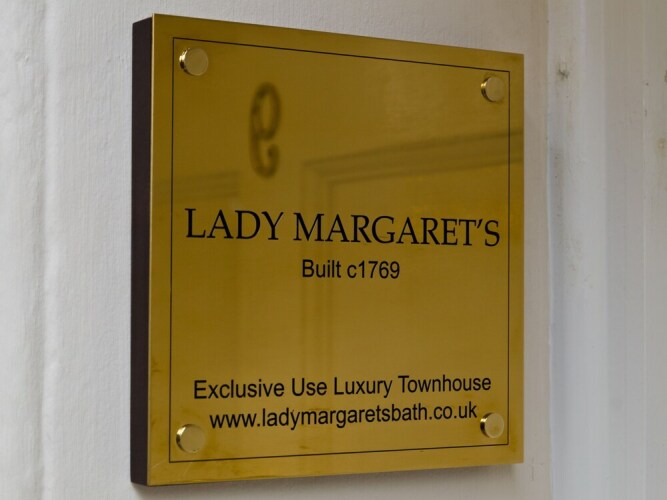 LADY MARGARET'S
Built c1769
Exclusive Use Luxury Townhouse
www.ladymargaretsbath.co.uk